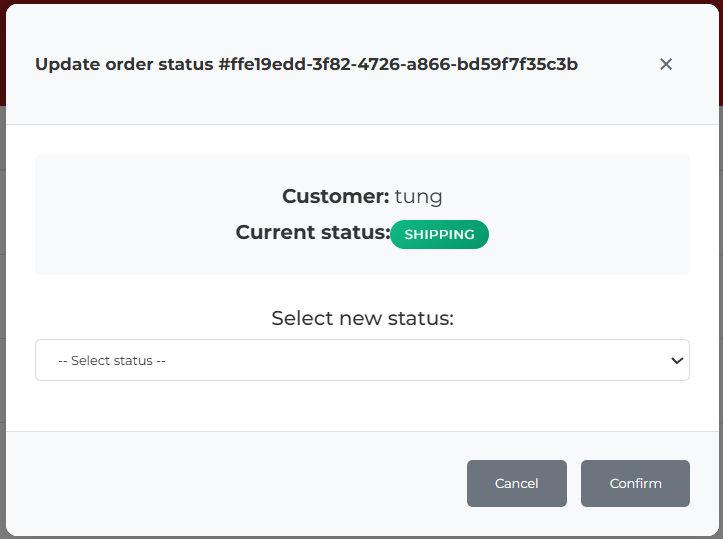 Update order status #ffe19edd-3f82-4726-a866-bd59f7f35c3b
Customer: tung
Current status: SHIPPING
Select new status:
-- Select status --
Cancel Confirm